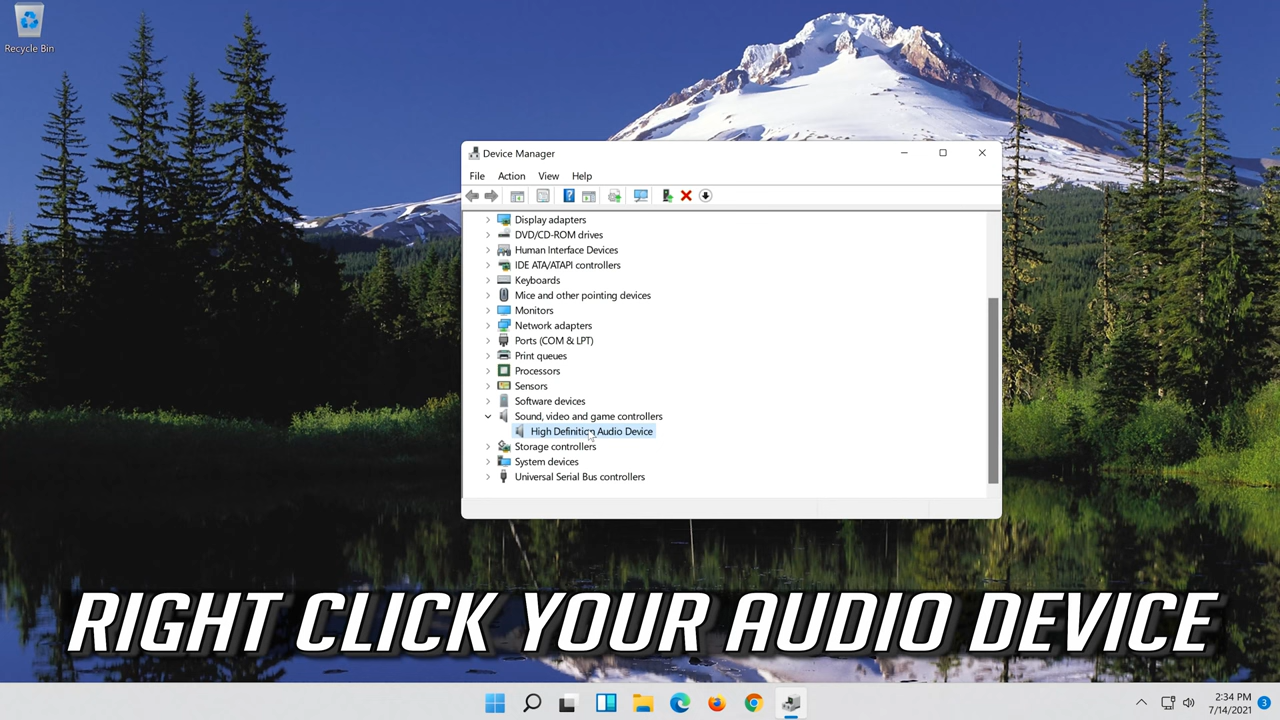 Recycle Bin
Device Manager
File Action View Help
Display adapters
DVD/CD-ROM drives
Human Interface Devices
IDE ATA/ATAPI controllers
Keyboards
Mice and other pointing devices
Monitors
Network adapters
Ports (COM & LPT)
Print queues
Processors
Sensors
Software devices
Sound, video and game controllers
High Definition Audio Device
Storage controllers
System devices
Universal Serial Bus controllers
RIGHT CLICK YOUR AUDIO DEVICE
2:34 PM
7/14/2021
3